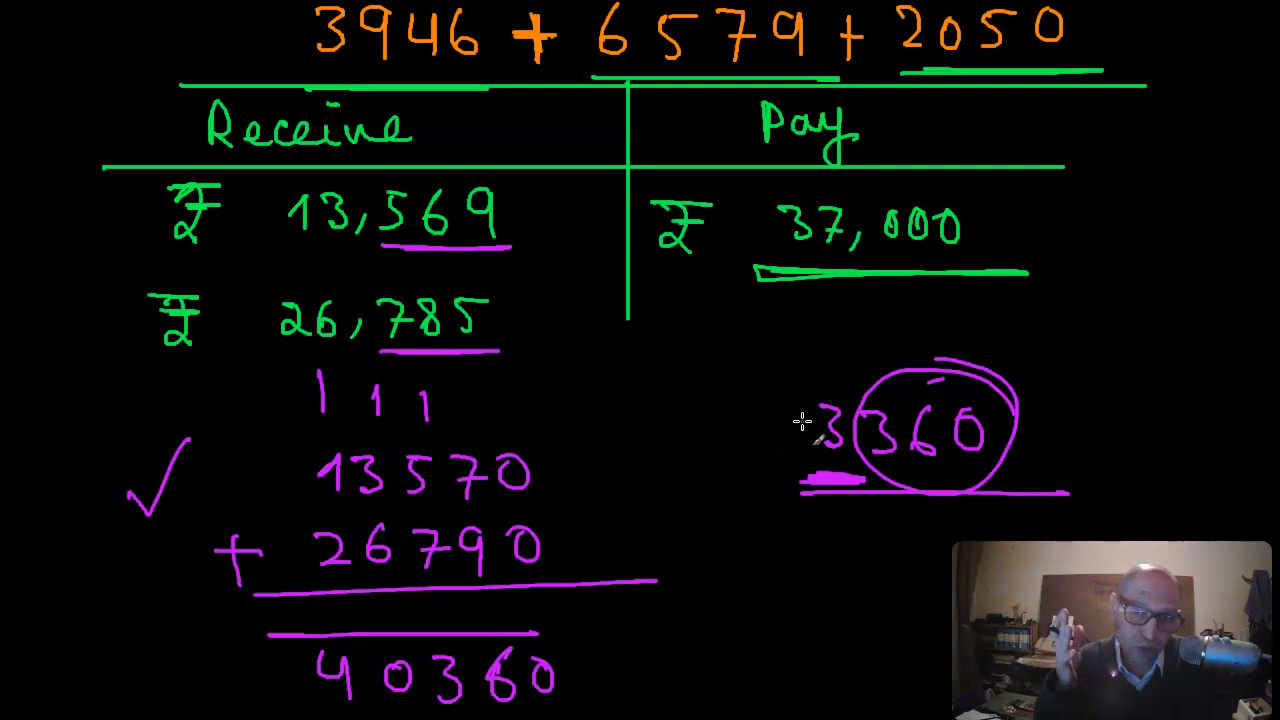 3946 + 6579 + 2050
Receive Pay
₹ 13,569 ₹ 37,000
₹ 26,785
1 1 1
3360
13570
+ 26790
40360